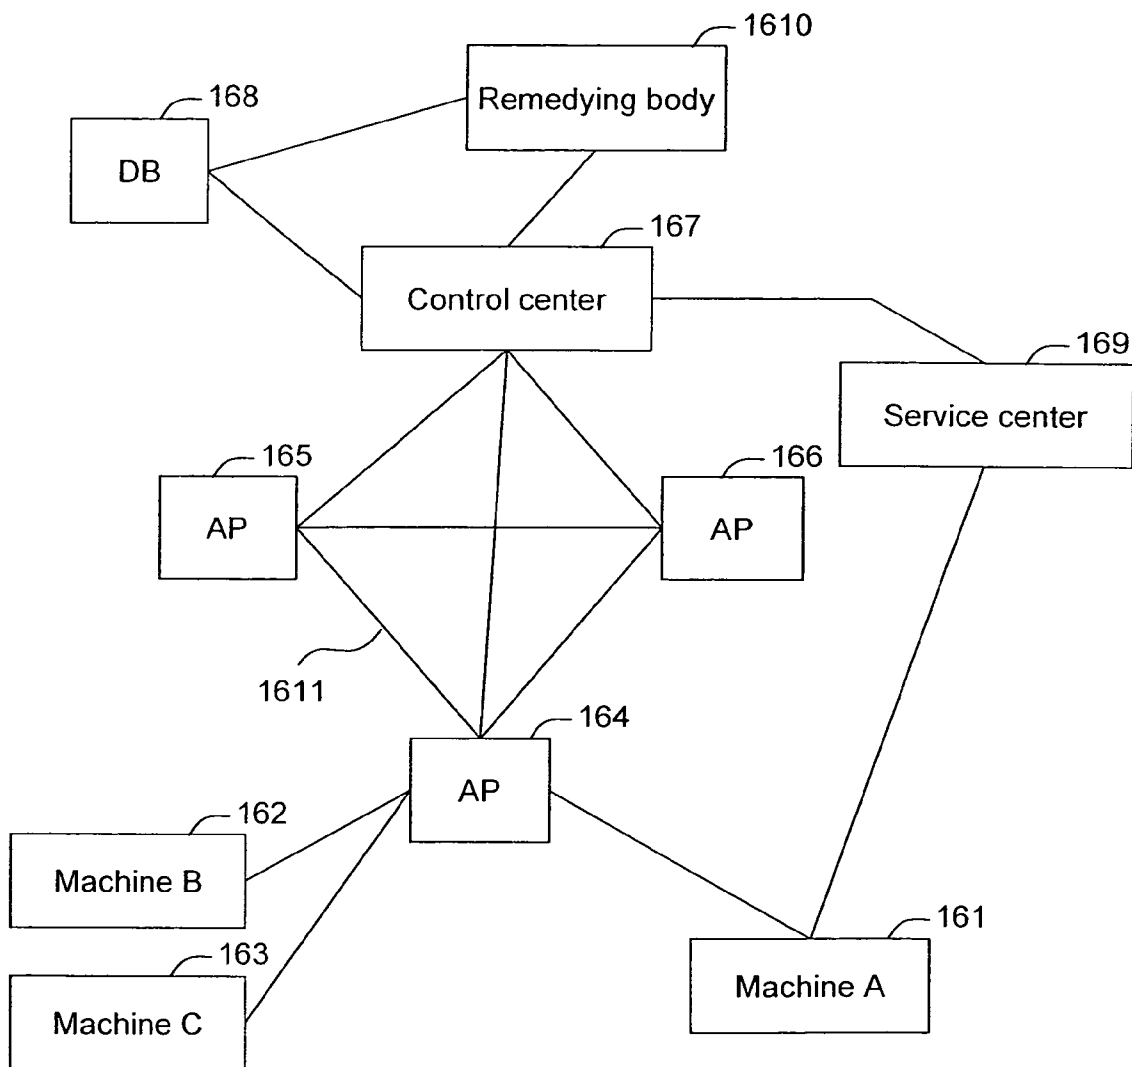 1610
Remedying body
168
DB
167
Control center
169
Service center
165
AP
166
AP
1611
164
AP
162
Machine B
161
Machine A
163
Machine C